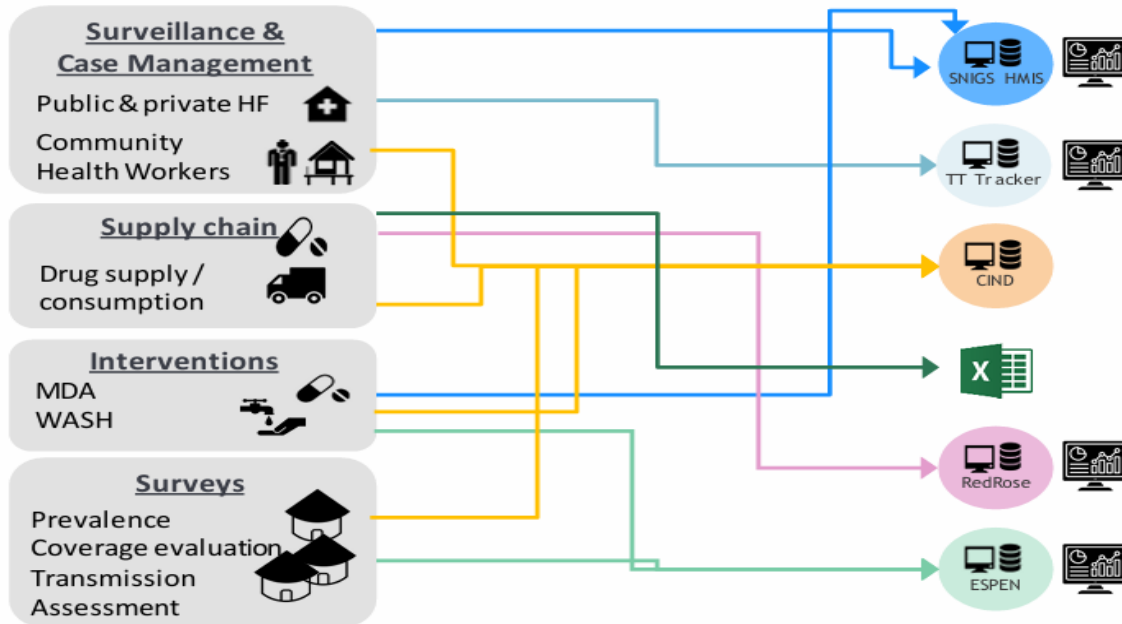 Surveillance &
Case Management
Public & private HF
Community
Health Workers
Supply chain
Drug supply /
consumption
Interventions
MDA
WASH
Surveys
Prevalence
Coverage evaluation
Transmission
Assessment
SNIGS HMIS
TT Tracker
CIND
X
RedRose
ESPEN